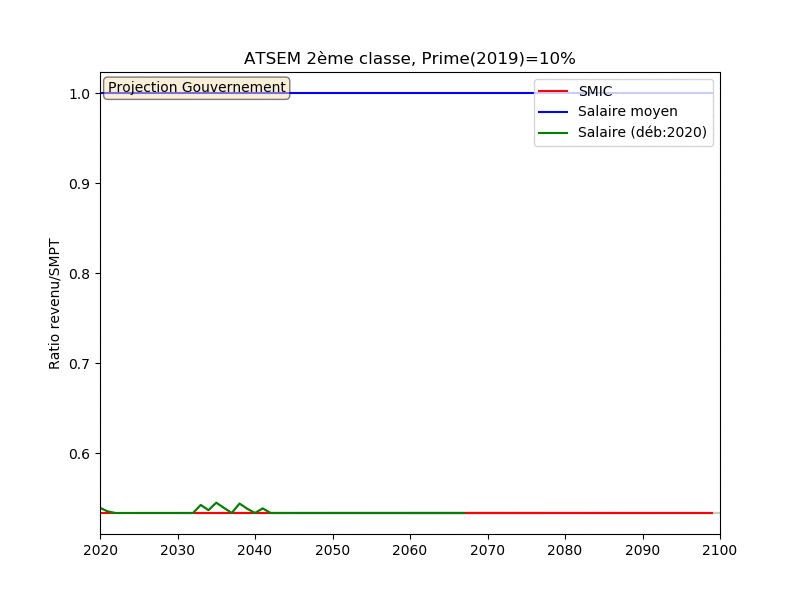 ATSEM 2ème classe, Prime(2019)=10%
Projection Gouvernement
SMIC
Salaire moyen
Salaire (déb:2020)
Ratio revenu/SMPT
1.0
0.9
0.8
0.7
0.6
2020 2030 2040 2050 2060 2070 2080 2090 2100